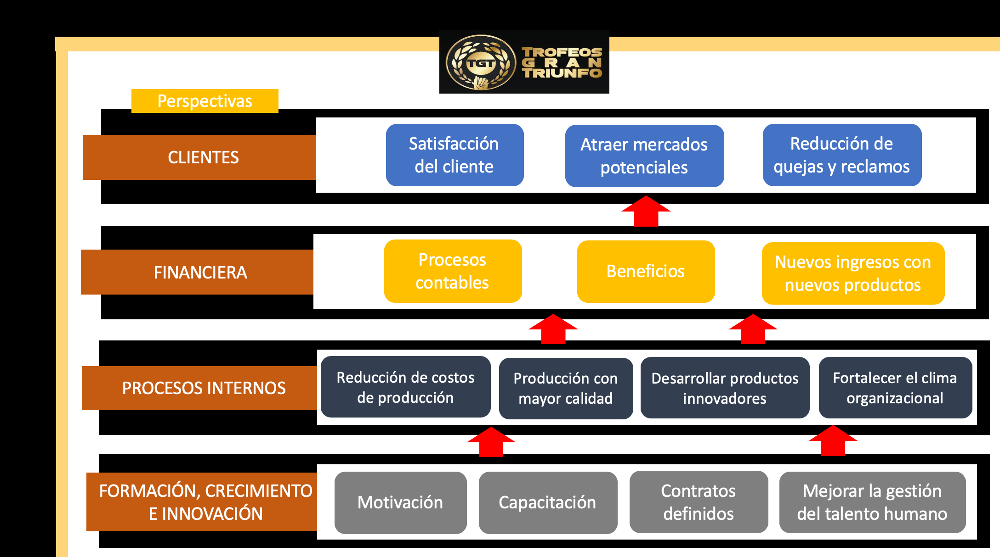 TGT
TROFEOS
GRAN
TRIUNFO
Perspectivas
CLIENTES
Satisfacción
del cliente
Atraer mercados
potenciales
Reducción de
quejas y reclamos
FINANCIERA
Procesos
contables
Beneficios
Nuevos ingresos con
nuevos productos
PROCESOS INTERNOS
Reducción de costos
de producción
Producción con
mayor calidad
Desarrollar productos
innovadores
Fortalecer el clima
organizacional
FORMACIÓN, CRECIMIENTO
E INNOVACIÓN
Motivación
Capacitación
Contratos
definidos
Mejorar la gestión
del talento humano